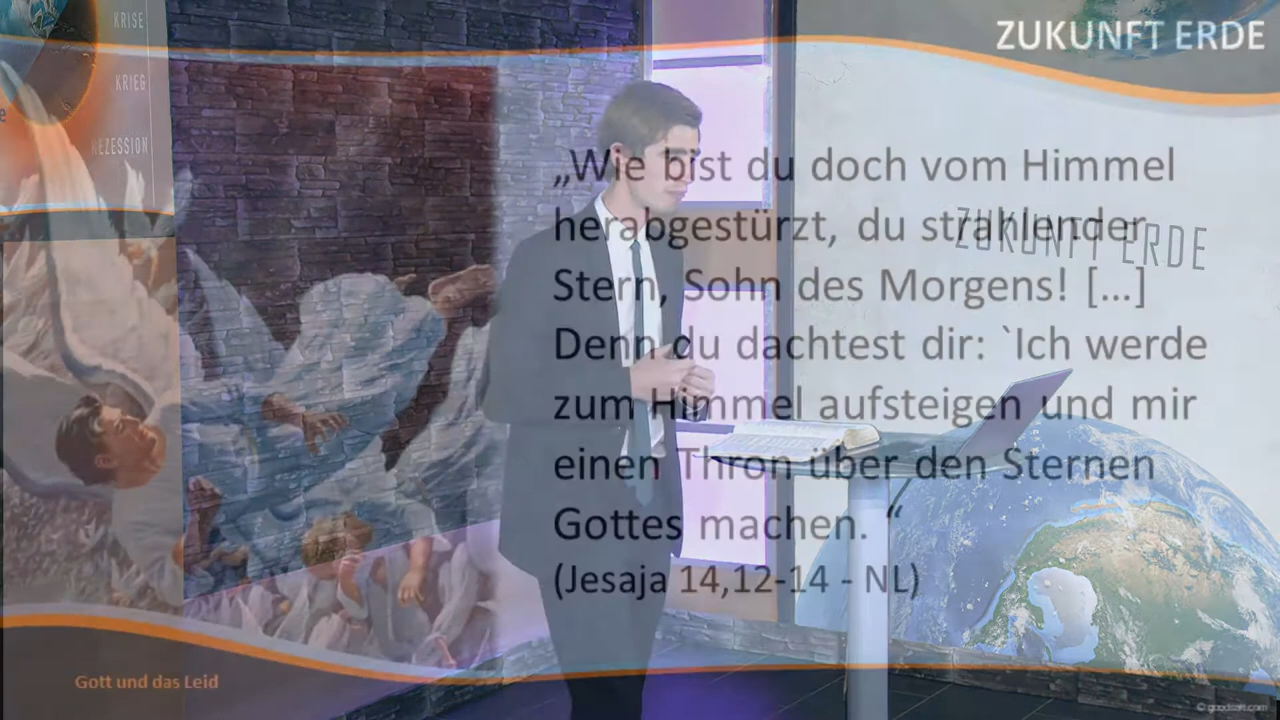 KRISE
KRIEG
REZESSION
ZUKUNFT ERDE
„Wie bist du doch vom Himmel
herabgestürzt, du strahlender
ZUKUNFT ERDE
Stern, Sohn des Morgens! [...]
Denn du dachtest dir: `Ich werde
zum Himmel aufsteigen und mir
einen Thron über den Sternen
Gottes machen. “
(Jesaja 14,12-14 - NL)
Gott und das Leid
© goodsalt.com